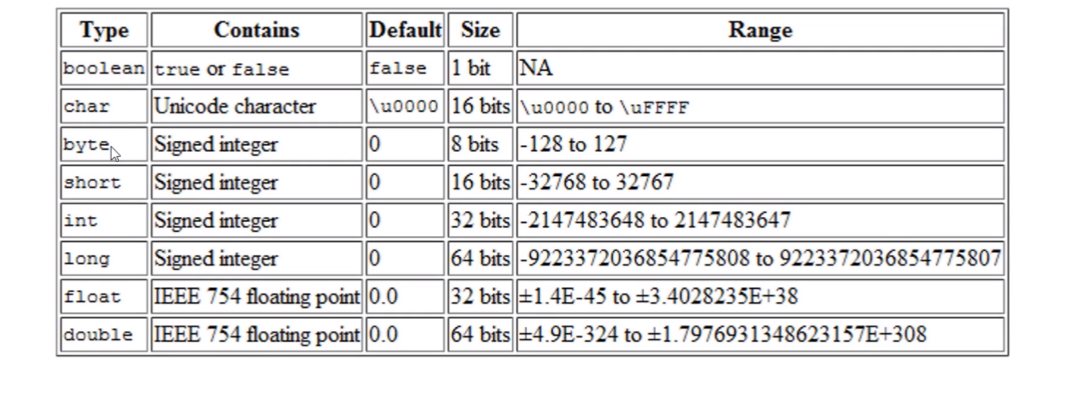 Type Contains Default Size Range
boolean true or false false 1 bit NA
char Unicode character \u0000 16 bits \u0000 to \uFFFF
byte Signed integer 0 8 bits -128 to 127
short Signed integer 0 16 bits -32768 to 32767
int Signed integer 0 32 bits -2147483648 to 2147483647
long Signed integer 0 64 bits -9223372036854775808 to 9223372036854775807
float IEEE 754 floating point 0.0 32 bits ±1.4E-45 to ±3.4028235E+38
double IEEE 754 floating point 0.0 64 bits ±4.9E-324 to ±1.7976931348623157E+308